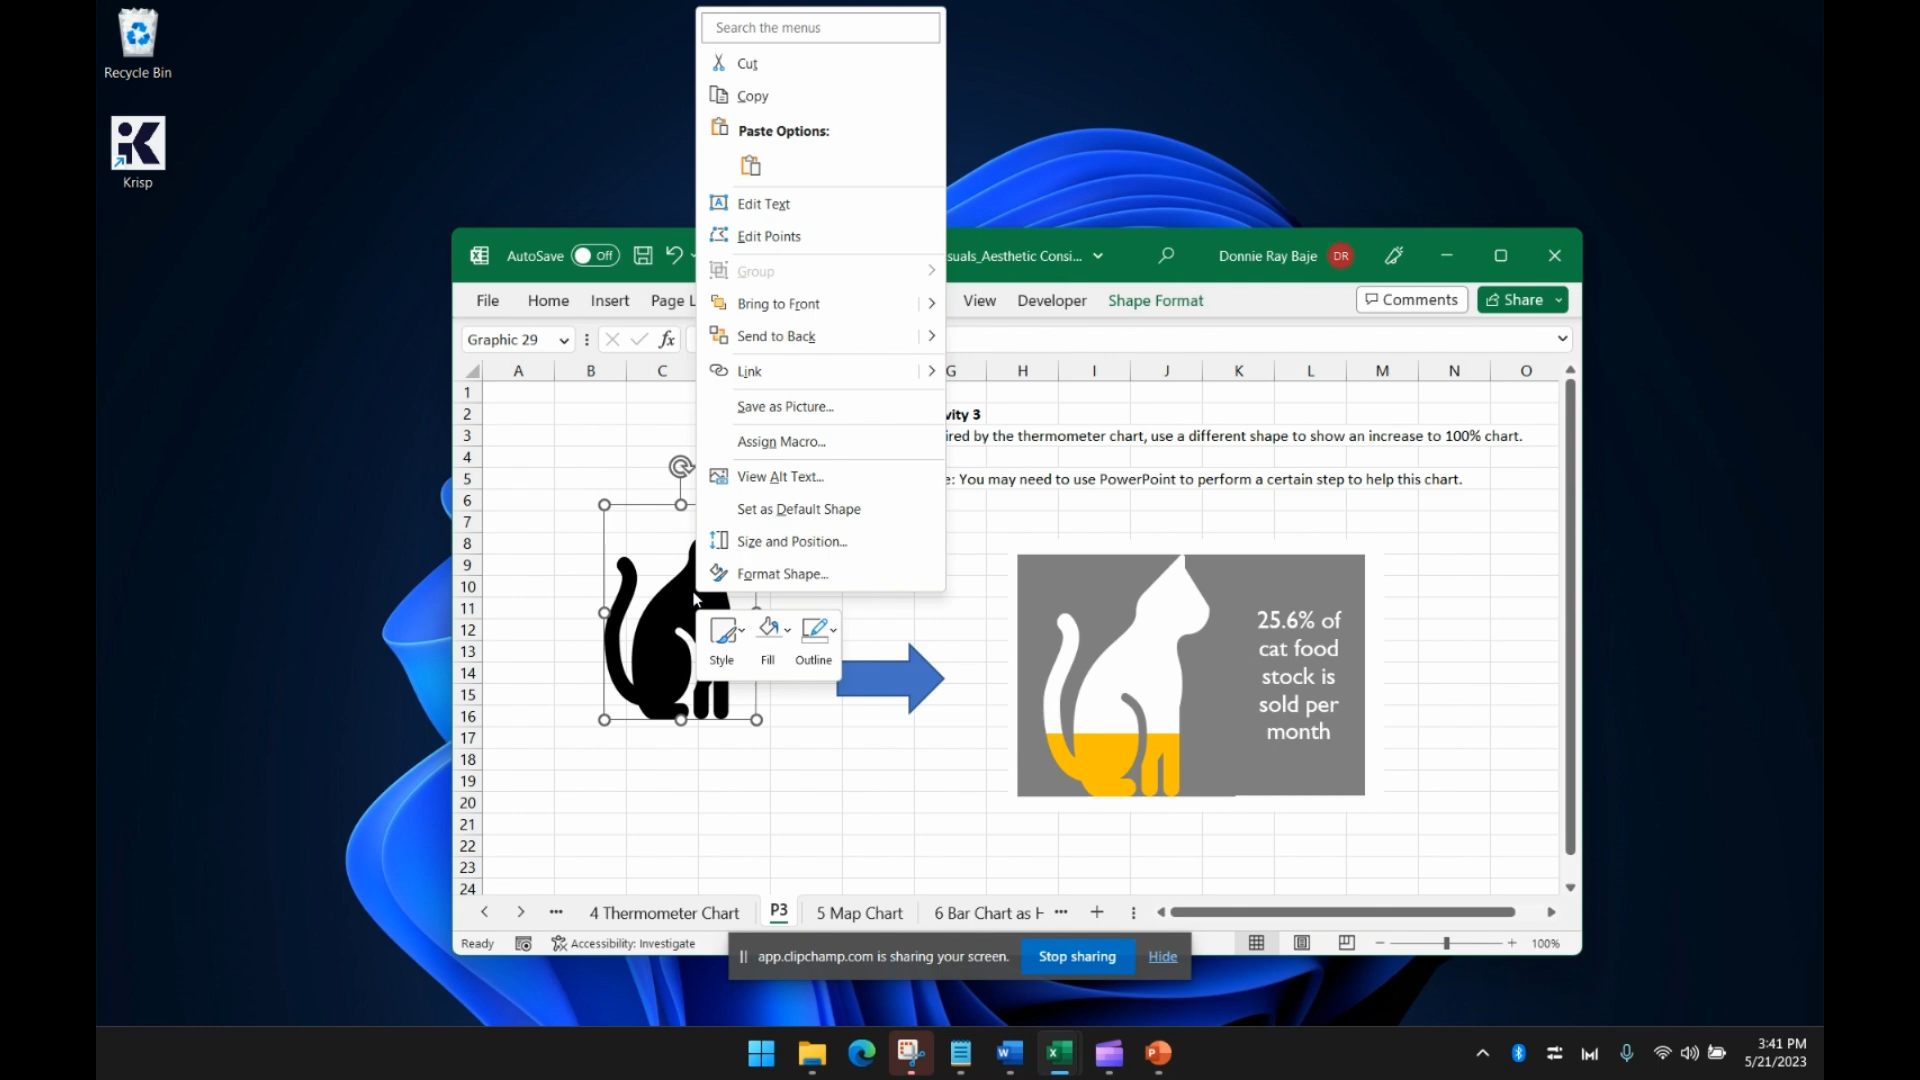 Recycle Bin
Krisp
Search the menus
Cut
Copy
Paste Options:
Edit Text
Edit Points
Group
Bring to Front
Send to Back
Link
Save as Picture...
Assign Macro...
View Alt Text...
Set as Default Shape
Size and Position...
Format Shape...
Style Fill Outline
AutoSave Off
suals_Aesthetic Consi...
Donnie Ray Baje DR
File Home Insert Page L View Developer Shape Format Comments Share
Graphic 29 fx
A B C G H I J K L M N O
1
2 vity 3
3 ired by the thermometer chart, use a different shape to show an increase to 100% chart.
4
5 e: You may need to use PowerPoint to perform a certain step to help this chart.
6
7
8
9
10
11
12
13
14
15
16
17
18
19
20
21
22
23
24
25.6% of
cat food
stock is
sold per
month
4 Thermometer Chart P3 5 Map Chart 6 Bar Chart as H
Ready Accessibility: Investigate 100%
app.clipchamp.com is sharing your screen. Stop sharing Hide
3:41 PM
5/21/2023